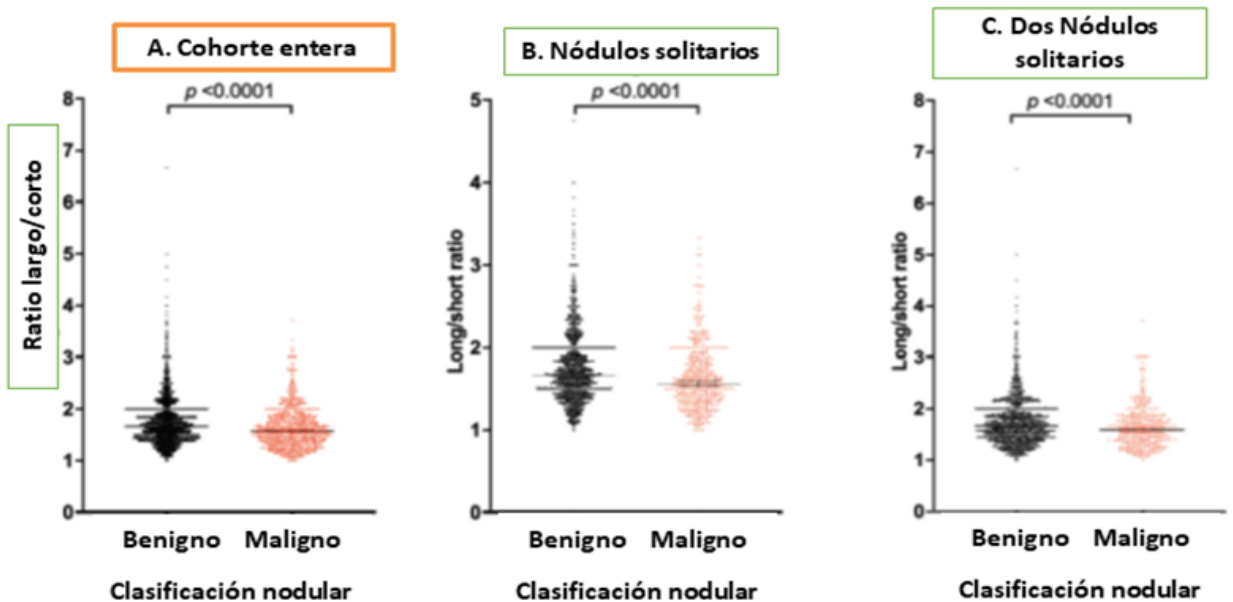 A. Cohorte entera
p <0.0001
Ratio largo/corto
8
7
6
5
4
3
2
1
0
Benigno Maligno
Clasificación nodular
B. Nódulos solitarios
p <0.0001
Long/short ratio
5
4
3
2
1
0
Benigno Maligno
Clasificación nodular
C. Dos Nódulos
solitarios
p <0.0001
Long/short ratio
8
7
6
5
4
3
2
1
0
Benigno Maligno
Clasificación nodular